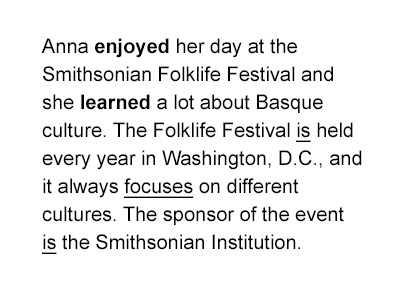 Anna enjoyed her day at the
Smithsonian Folklife Festival and
she learned a lot about Basque
culture. The Folklife Festival is held
every year in Washington, D.C., and
it always focuses on different
cultures. The sponsor of the event
is the Smithsonian Institution.